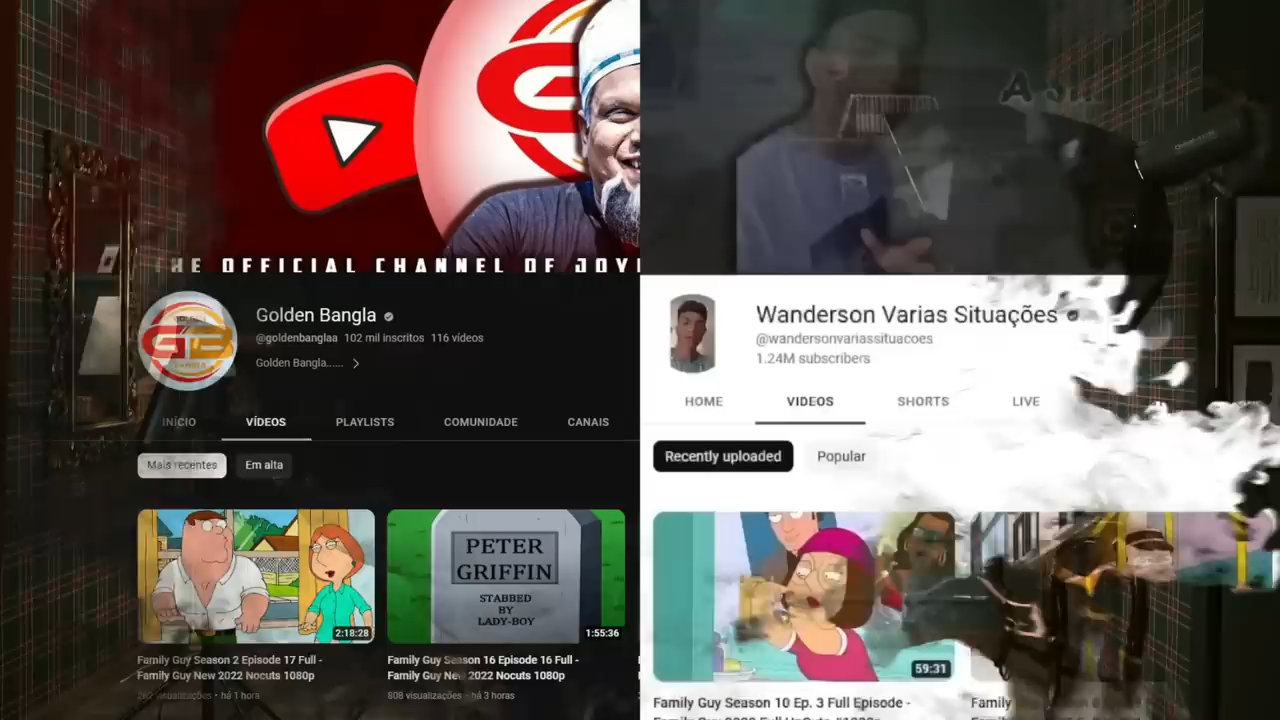 THE OFFICIAL CHANNEL OF JOY
Golden Bangla
@goldenbanglaa 102 mil inscritos 116 vídeos
Golden Bangla......
INÍCIO VÍDEOS PLAYLISTS COMUNIDADE CANAIS
Mais recentes Em alta
PETER
GRIFFIN
STABBED
BY
LADY-BOY
2:18:28
1:55:36
Family Guy Season 2 Episode 17 Full -
Family Guy New 2022 Nocuts 1080p
visualizações • há 1 hora
Family Guy Season 16 Episode 16 Full -
Family Guy New 2022 Nocuts 1080p
808 visualizações • há 3 horas
Wanderson Varias Situações
@wandersonvariassituacoes
1.24M subscribers
HOME VIDEOS SHORTS LIVE
Recently uploaded Popular
59:31
Family Guy Season 10 Ep. 3 Full Episode -
Family